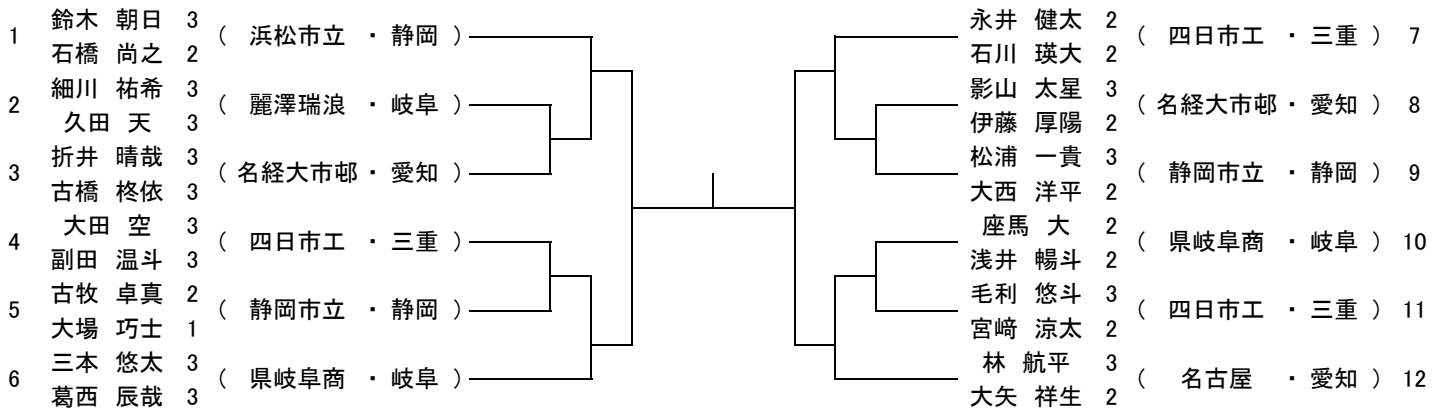 1 鈴木 朝日 3 石橋 尚之 2 ( 浜松市立 ・ 静岡 )
2 細川 祐希 3 久田 天 3 ( 麗澤瑞浪 ・ 岐阜 )
3 折井 晴哉 3 古橋 柊依 3 ( 名経大市邨 ・ 愛知 )
4 大田 空 3 副田 温斗 3 ( 四日市工 ・ 三重 )
5 古牧 卓真 2 大場 巧士 1 ( 静岡市立 ・ 静岡 )
6 三本 悠太 3 葛西 辰哉 3 ( 県岐阜商 ・ 岐阜 )
永井 健太 2 石川 瑛大 2 ( 四日市工 ・ 三重 ) 7
影山 太星 3 伊藤 厚陽 2 ( 名経大市邨 ・ 愛知 ) 8
松浦 一貴 3 大西 洋平 2 ( 静岡市立 ・ 静岡 ) 9
座馬 大 2 浅井 暢斗 2 ( 県岐阜商 ・ 岐阜 ) 10
毛利 悠斗 3 宮﨑 涼太 2 ( 四日市工 ・ 三重 ) 11
林 航平 3 大矢 祥生 2 ( 名古屋 ・ 愛知 ) 12